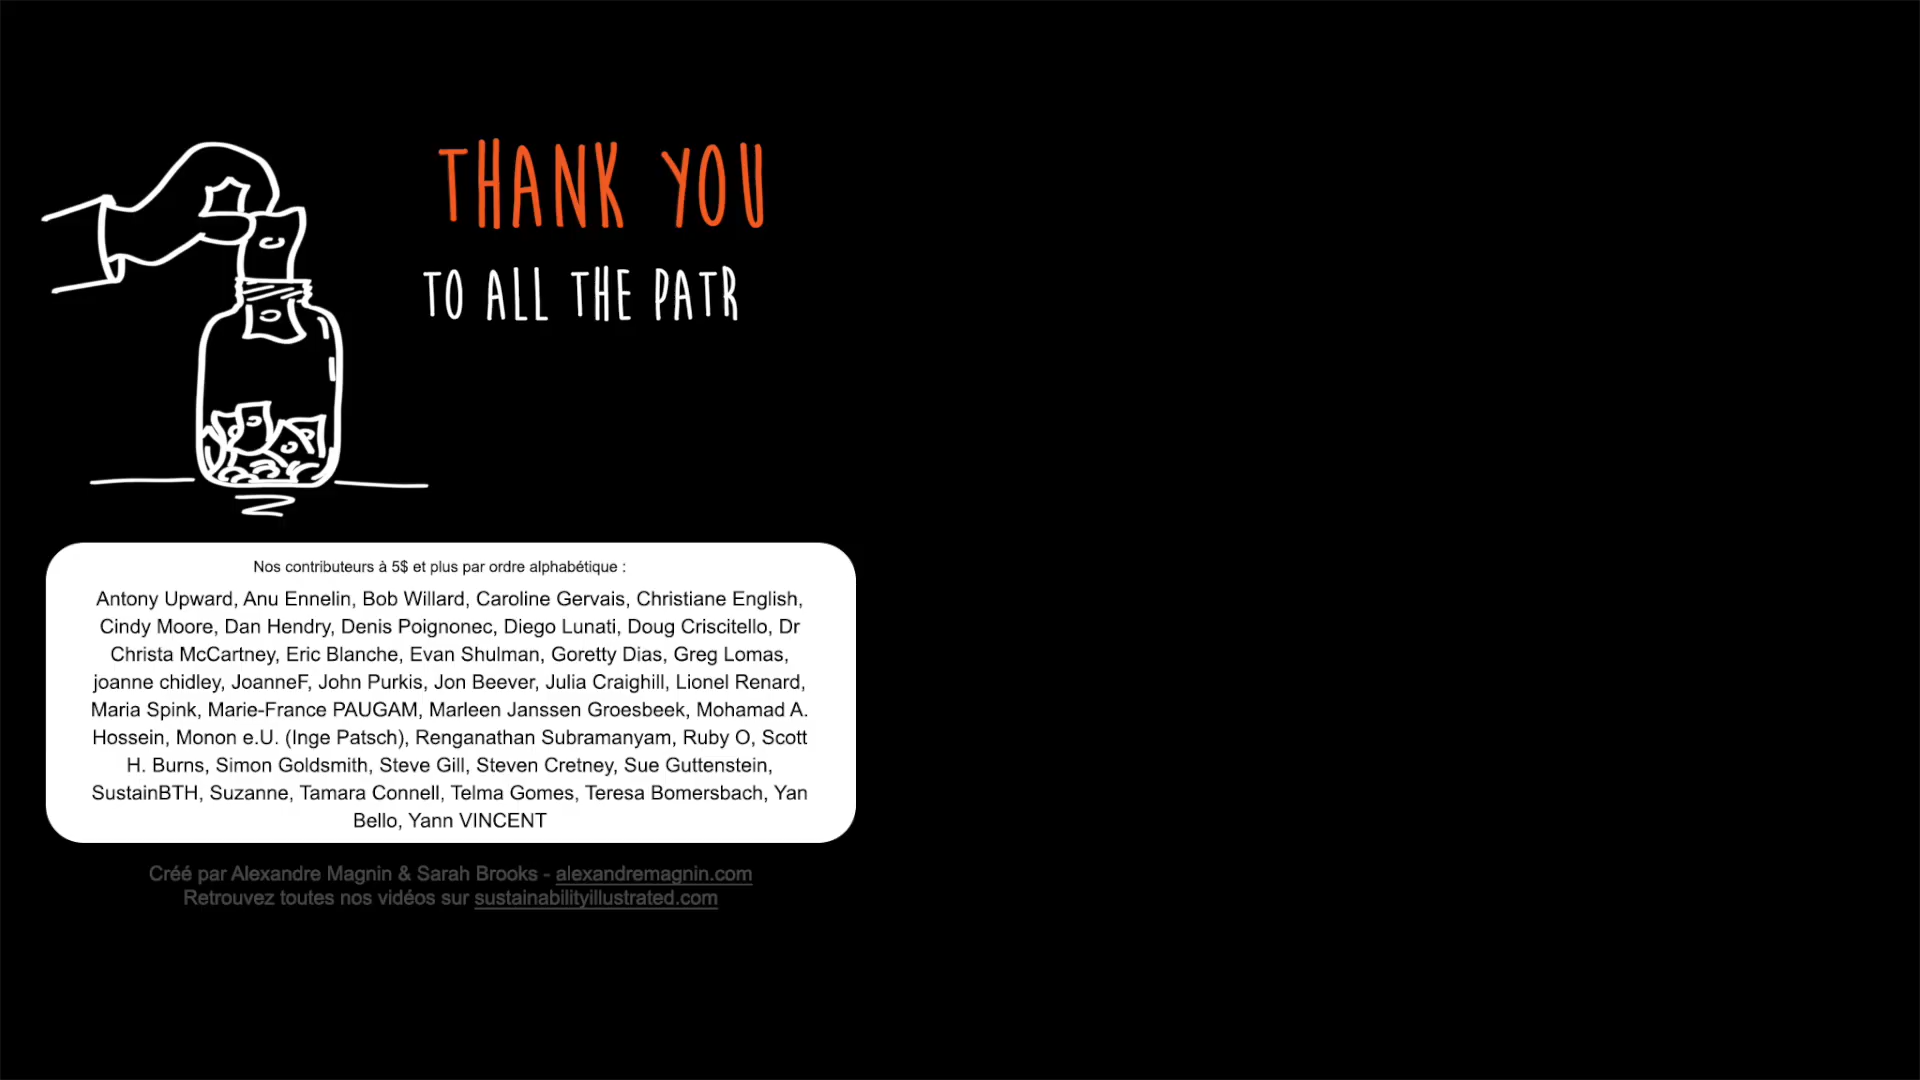 THANK YOU
TO ALL THE PATR
Nos contributeurs à 5$ et plus par ordre alphabétique :
Antony Upward, Anu Ennelin, Bob Willard, Caroline Gervais, Christiane English,
Cindy Moore, Dan Hendry, Denis Poignonec, Diego Lunati, Doug Criscitello, Dr
Christa McCartney, Eric Blanche, Evan Shulman, Goretty Dias, Greg Lomas,
joanne chidley, JoanneF, John Purkis, Jon Beever, Julia Craighill, Lionel Renard,
Maria Spink, Marie-France PAUGAM, Marleen Janssen Groesbeek, Mohamad A.
Hossein, Monon e.U. (Inge Patsch), Renganathan Subramanyam, Ruby O, Scott
H. Burns, Simon Goldsmith, Steve Gill, Steven Cretney, Sue Guttenstein,
SustainBTH, Suzanne, Tamara Connell, Telma Gomes, Teresa Bomersbach, Yan
Bello, Yann VINCENT
Créé par Alexandre Magnin & Sarah Brooks - alexandremagnin.com
Retrouvez toutes nos vidéos sur sustainabilityillustrated.com